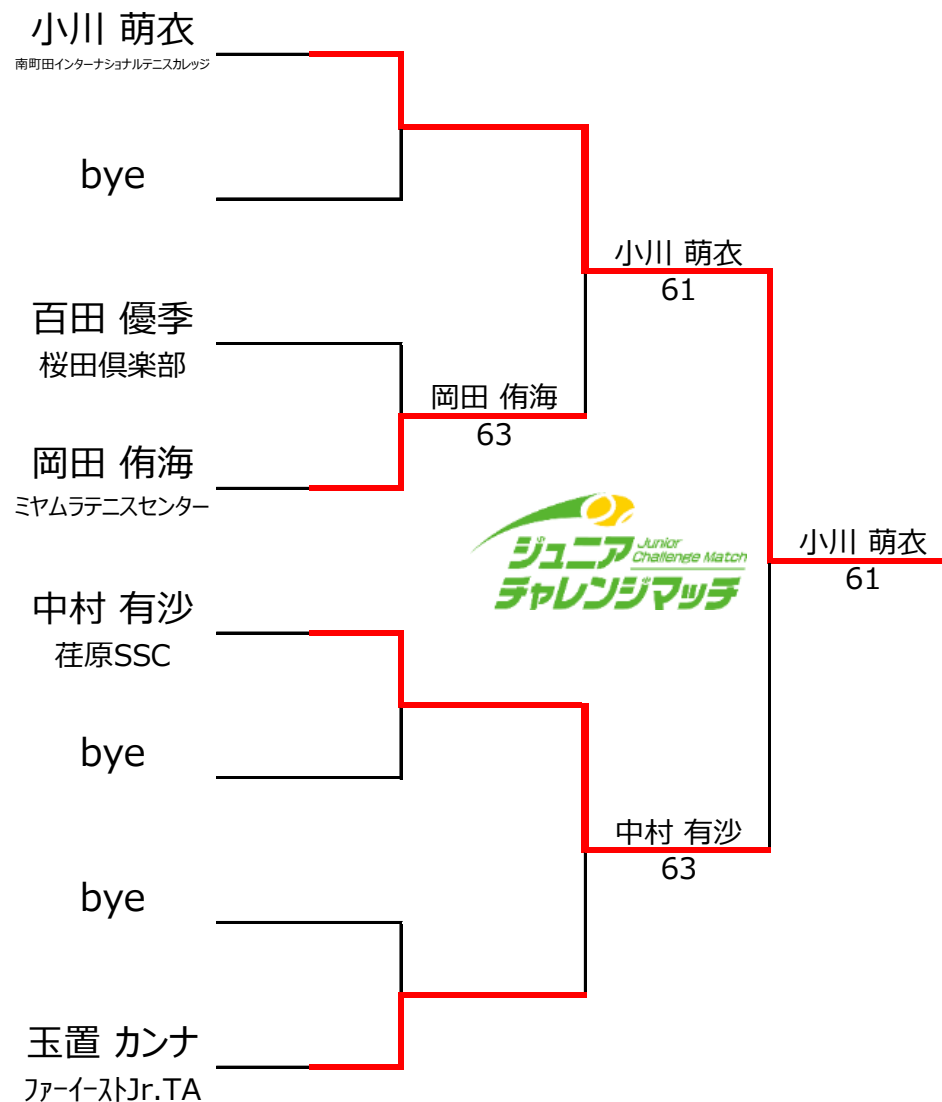 小川 萌衣
南町田インターナショナルテニスカレッジ
bye
小川 萌衣
61
百田 優季
桜田倶楽部
岡田 侑海
63
岡田 侑海
ミヤムラテニスセンター
ジュニア
Junior
Challenge Match
チャレンジマッチ
小川 萌衣
61
中村 有沙
荏原SSC
bye
中村 有沙
63
bye
玉置 カンナ
ファーイーストJr.TA